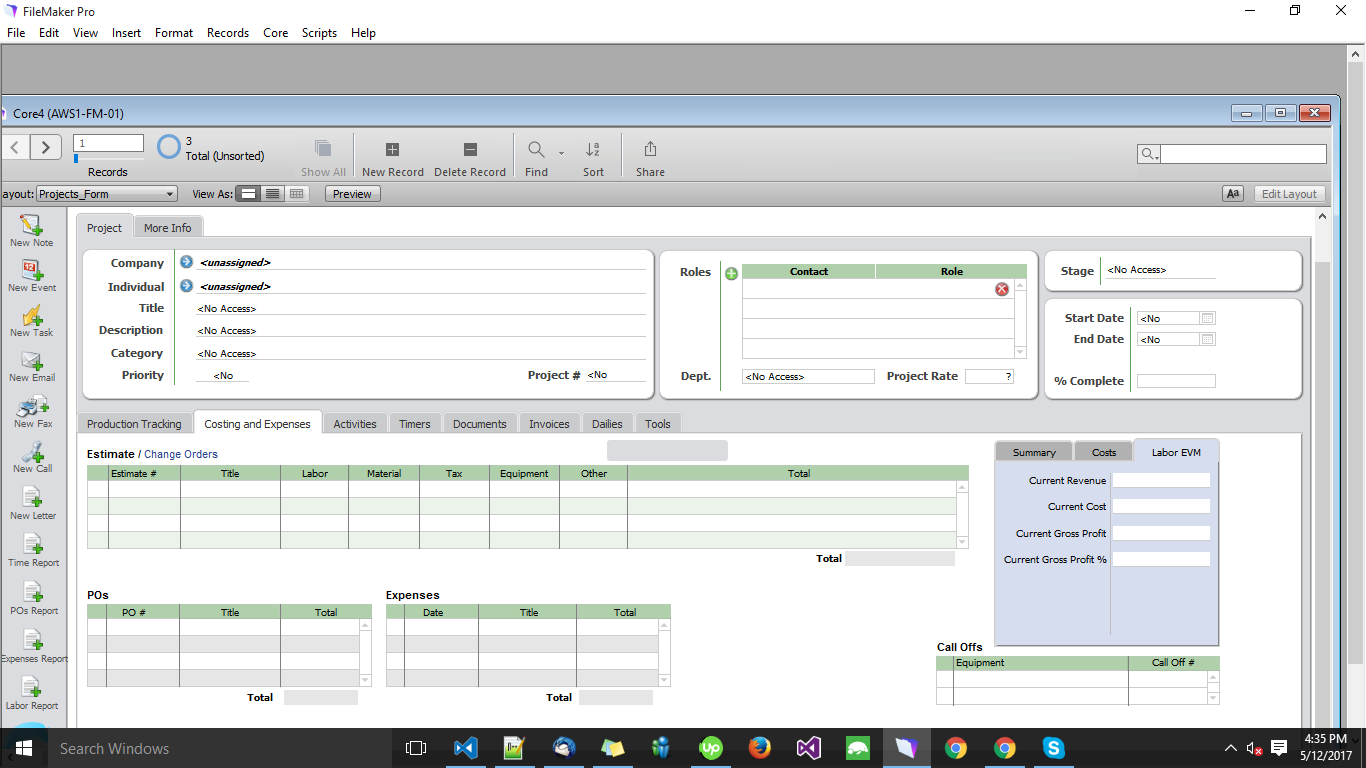 FileMaker Pro
File Edit View Insert Format Records Core Scripts Help
Core4 (AWS1-FM-01)
1
3
Total (Unsorted)
Records
Show All New Record Delete Record Find Sort Share
ayout: Projects_Form View As: Preview Aa Edit Layout
New Note
New Event
New Task
New Email
New Fax
New Call
New Letter
Time Report
POs Report
Expenses Report
Labor Report
Project More Info
Company <unassigned>
Individual <unassigned>
Title <No Access>
Description <No Access>
Category <No Access>
Priority <No Project # <No
Roles Contact Role
Dept. <No Access> Project Rate ?
Stage <No Access>
Start Date <No
End Date <No
% Complete
Production Tracking Costing and Expenses Activities Timers Documents Invoices Dailies Tools
Estimate / Change Orders
Estimate # Title Labor Material Tax Equipment Other Total
Total
Summary Costs Labor EVM
Current Revenue
Current Cost
Current Gross Profit
Current Gross Profit %
POs
PO # Title Total
Total
Expenses
Date Title Total
Total
Call Offs
Equipment Call Off #
Search Windows
up
4:35 PM
5/12/2017